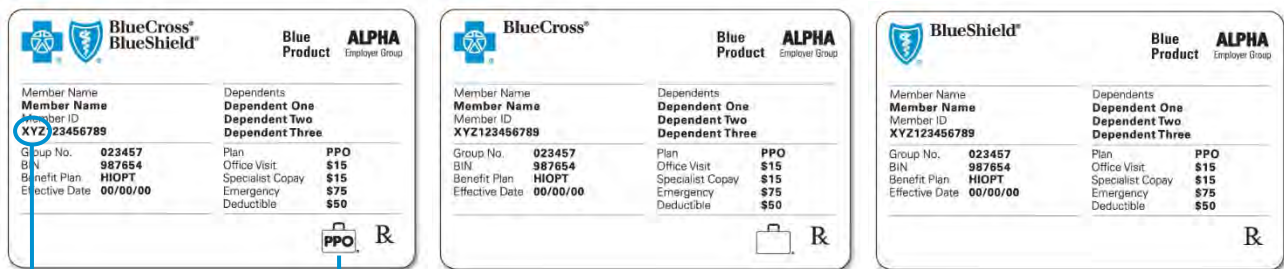 BlueCross®
BlueShield®
Blue
Product
ALPHA
Employer Group
Member Name
Member Name
Member ID
XYZ123456789
Dependents
Dependent One
Dependent Two
Dependent Three
Group No. 023457
BIN 987654
Benefit Plan HIOPT
Effective Date 00/00/00
Plan PPO
Office Visit $15
Specialist Copay $15
Emergency $75
Deductible $50
PPO ℞
BlueCross®
Blue
Product
ALPHA
Employer Group
Member Name
Member Name
Member ID
XYZ123456789
Dependents
Dependent One
Dependent Two
Dependent Three
Group No. 023457
BIN 987654
Benefit Plan HIOPT
Effective Date 00/00/00
Plan PPO
Office Visit $15
Specialist Copay $15
Emergency $75
Deductible $50
℞
BlueShield®
Blue
Product
ALPHA
Employer Group
Member Name
Member Name
Member ID
XYZ123456789
Dependents
Dependent One
Dependent Two
Dependent Three
Group No. 023457
BIN 987654
Benefit Plan HIOPT
Effective Date 00/00/00
Plan PPO
Office Visit $15
Specialist Copay $15
Emergency $75
Deductible $50
℞